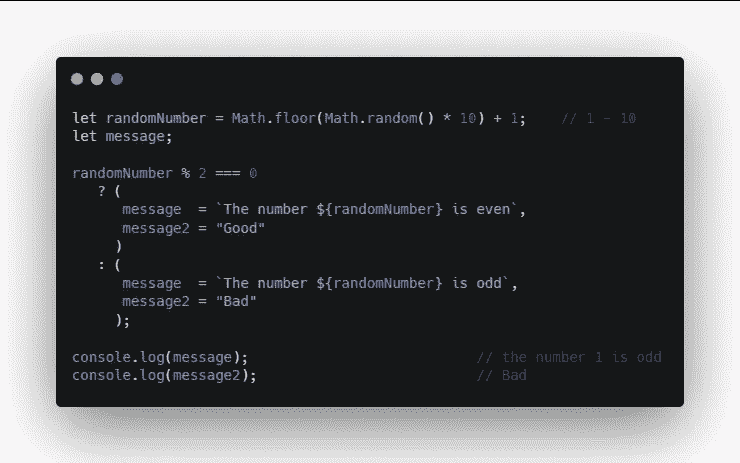 let randomNumber = Math.floor(Math.random() * 10) + 1;    // 1 - 10
let message;
randomNumber % 2 === 0
   ? (
      message  = `The number ${randomNumber} is even`,
      message2 = "Good"
     )
   : (
      message  = `The number ${randomNumber} is odd`,
      message2 = "Bad"
     );
console.log(message);                           // the number 1 is odd
console.log(message2);                          // Bad